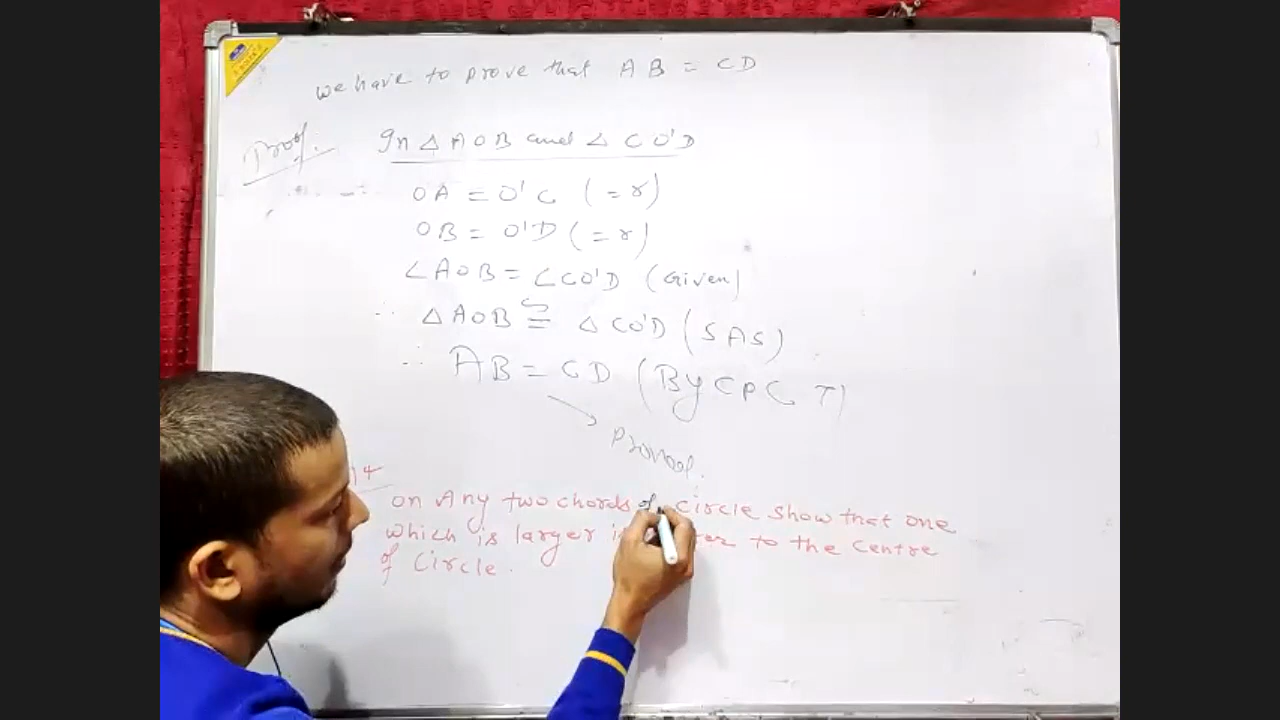 we have to prove that AB = CD
Proof.
In △ AOB and △ CO'D
OA = O'C (=r)
OB = O'D (=r)
∠AOB = ∠CO'D (Given)
∴ △AOB ≅ △CO'D (SAS)
∴ AB = CD (By CPCT)
Proved.
14
on Any two chords of circle show that one
which is larger to the centre
of circle.